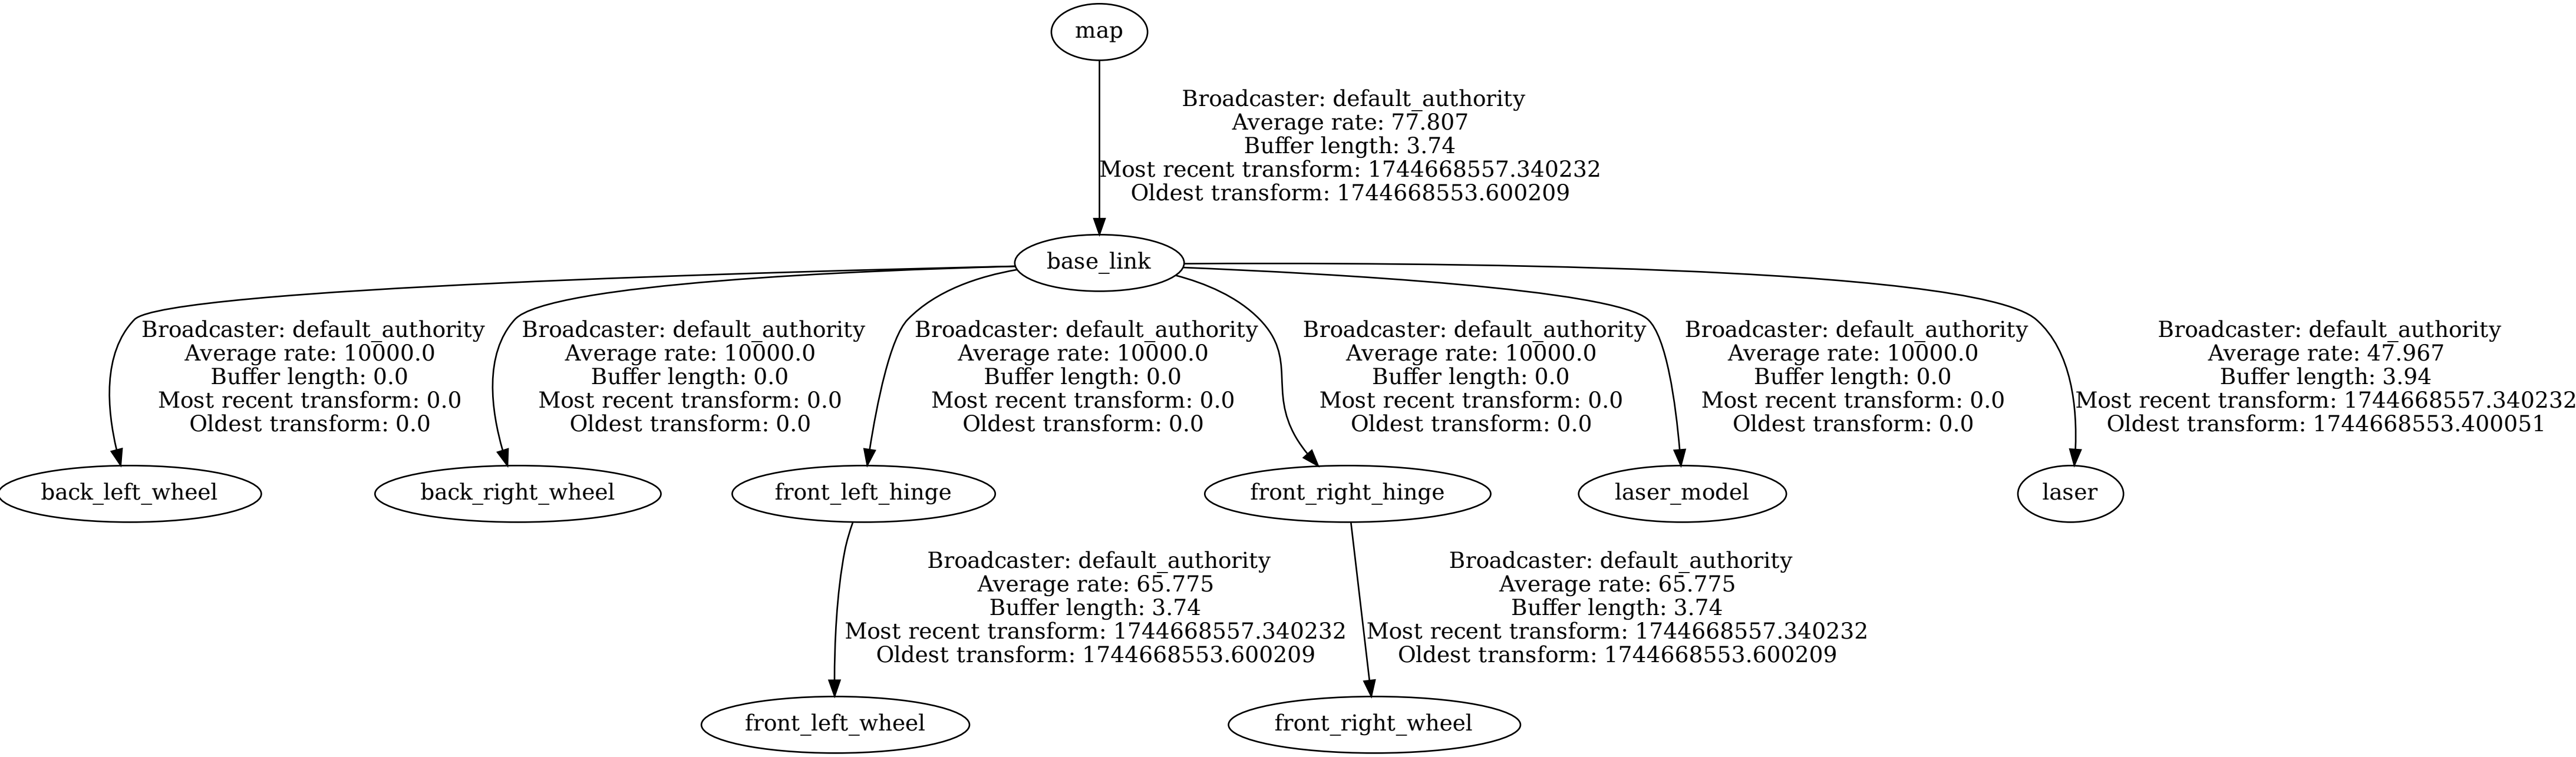 map
Broadcaster: default_authority
Average rate: 77.807
Buffer length: 3.74
Most recent transform: 1744668557.340232
Oldest transform: 1744668553.600209
base_link
Broadcaster: default_authority
Average rate: 10000.0
Buffer length: 0.0
Most recent transform: 0.0
Oldest transform: 0.0
Broadcaster: default_authority
Average rate: 10000.0
Buffer length: 0.0
Most recent transform: 0.0
Oldest transform: 0.0
Broadcaster: default_authority
Average rate: 10000.0
Buffer length: 0.0
Most recent transform: 0.0
Oldest transform: 0.0
Broadcaster: default_authority
Average rate: 10000.0
Buffer length: 0.0
Most recent transform: 0.0
Oldest transform: 0.0
Broadcaster: default_authority
Average rate: 10000.0
Buffer length: 0.0
Most recent transform: 0.0
Oldest transform: 0.0
Broadcaster: default_authority
Average rate: 47.967
Buffer length: 3.94
Most recent transform: 1744668557.340232
Oldest transform: 1744668553.400051
back_left_wheel
back_right_wheel
front_left_hinge
front_right_hinge
laser_model
laser
Broadcaster: default_authority
Average rate: 65.775
Buffer length: 3.74
Most recent transform: 1744668557.340232
Oldest transform: 1744668553.600209
Broadcaster: default_authority
Average rate: 65.775
Buffer length: 3.74
Most recent transform: 1744668557.340232
Oldest transform: 1744668553.600209
front_left_wheel
front_right_wheel